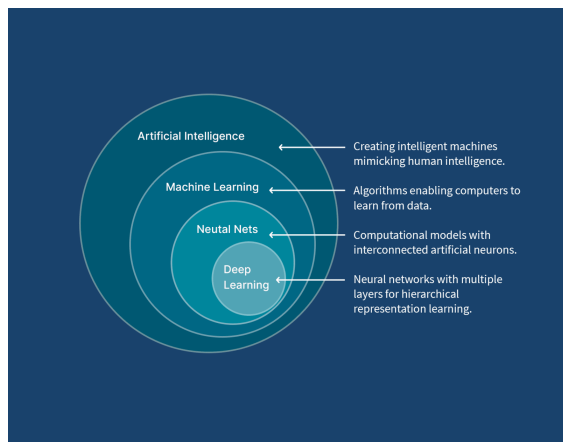 Artificial Intelligence
Creating intelligent machines
mimicking human intelligence.
Machine Learning
Algorithms enabling computers to
learn from data.
Neutal Nets
Computational models with
interconnected artificial neurons.
Deep
Learning
Neural networks with multiple
layers for hierarchical
representation learning.